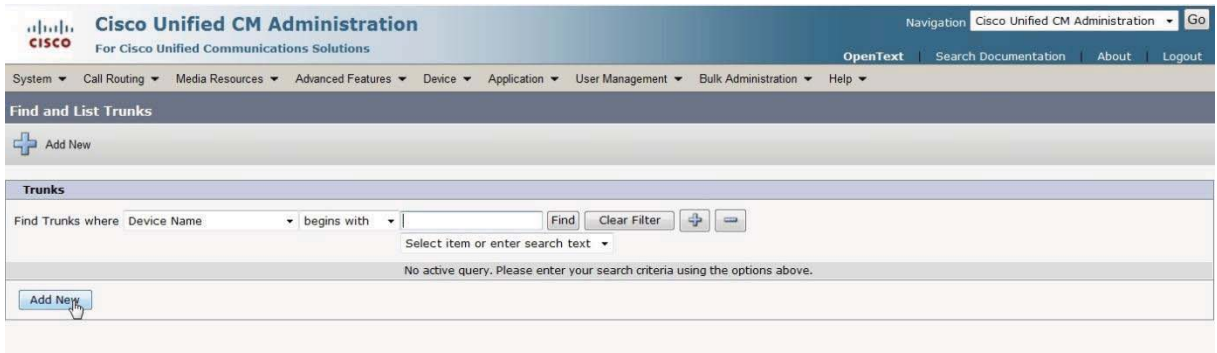 Cisco Unified CM Administration
CISCO
For Cisco Unified Communications Solutions
Navigation Cisco Unified CM Administration Go
OpenText Search Documentation About Logout
System Call Routing Media Resources Advanced Features Device Application User Management Bulk Administration Help
Find and List Trunks
Add New
Trunks
Find Trunks where Device Name begins with Find Clear Filter
Select item or enter search text
No active query. Please enter your search criteria using the options above.
Add New